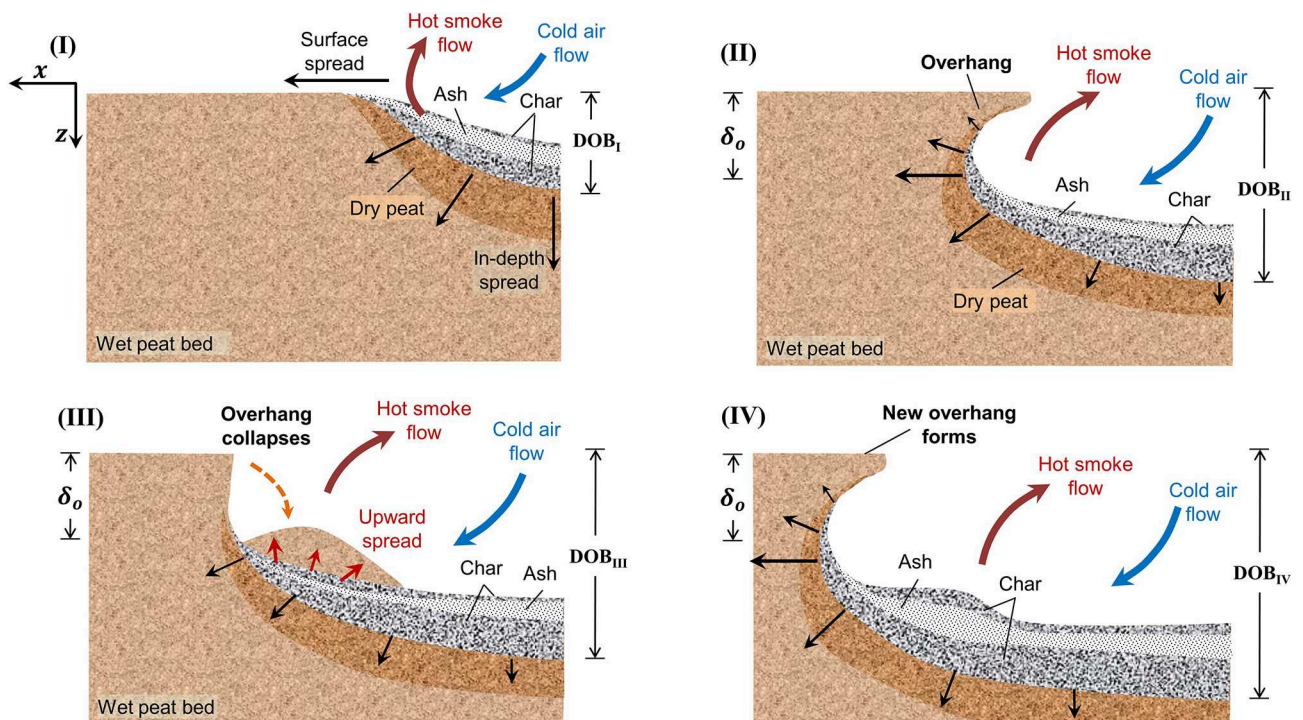 (I)
Hot smoke
flow
Cold air
flow
Surface
spread
x
z
Ash
Char
DOB_I
Dry peat
In-depth
spread
Wet peat bed
(II)
Overhang
Hot smoke
flow
Cold air
flow
δ_o
Ash
Char
DOB_II
Dry peat
Wet peat bed
(III)
Overhang
collapses
Hot smoke
flow
Cold air
flow
δ_o
Upward
spread
Char
Ash
DOB_III
Wet peat bed
(IV)
New overhang
forms
Hot smoke
flow
Cold air
flow
δ_o
Ash
Char
DOB_IV